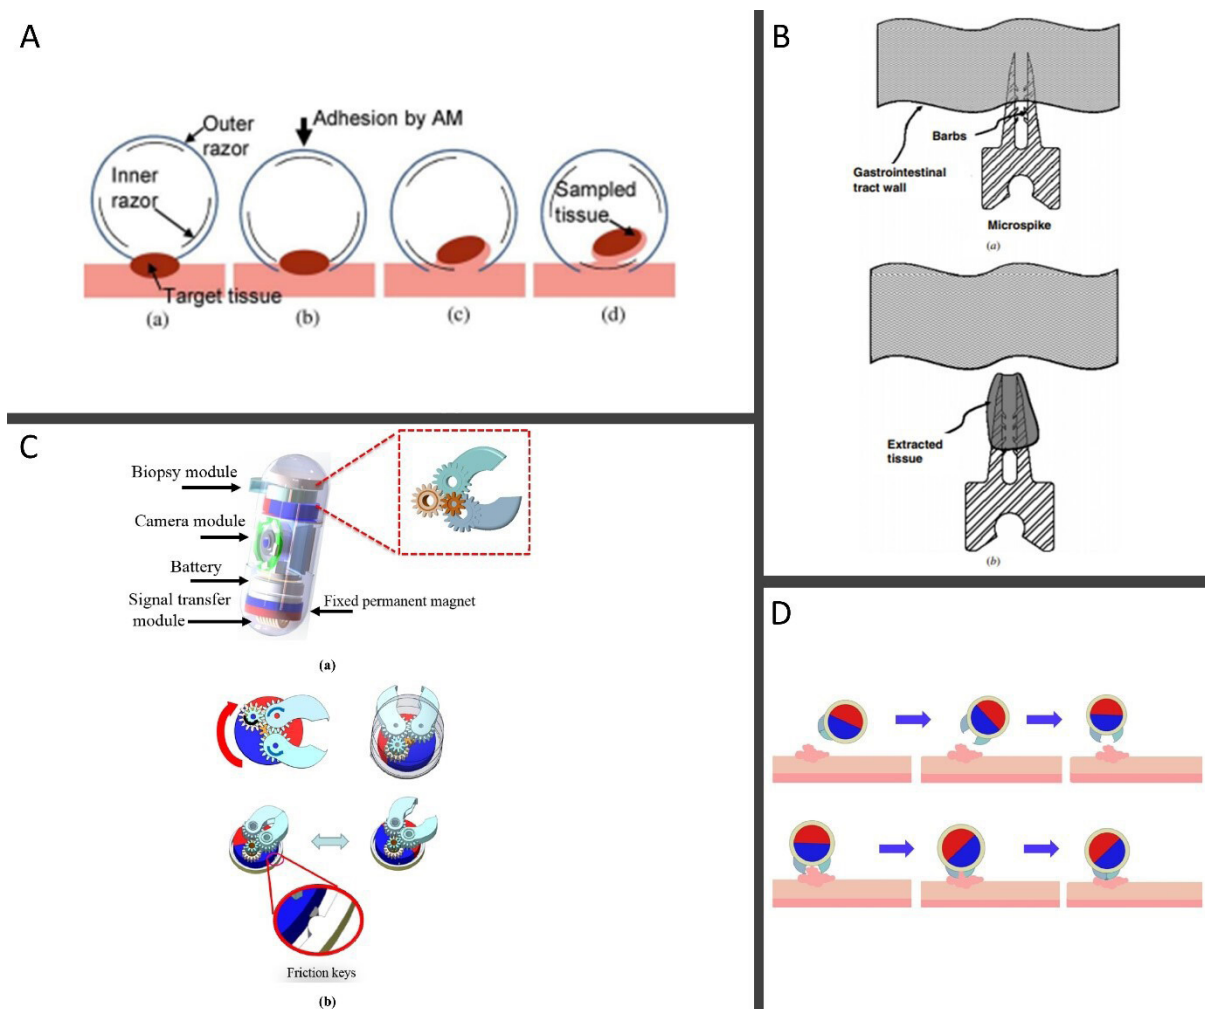 A
Outer
razor
Adhesion by AM
Inner
razor
Sampled
tissue
Target tissue
(a)
(b)
(c)
(d)
B
Barbs
Gastrointestinal
tract wall
Microspike
(a)
Extracted
tissue
(b)
C
Biopsy module
Camera module
Battery
Signal transfer
module
Fixed permanent magnet
(a)
Friction keys
(b)
D